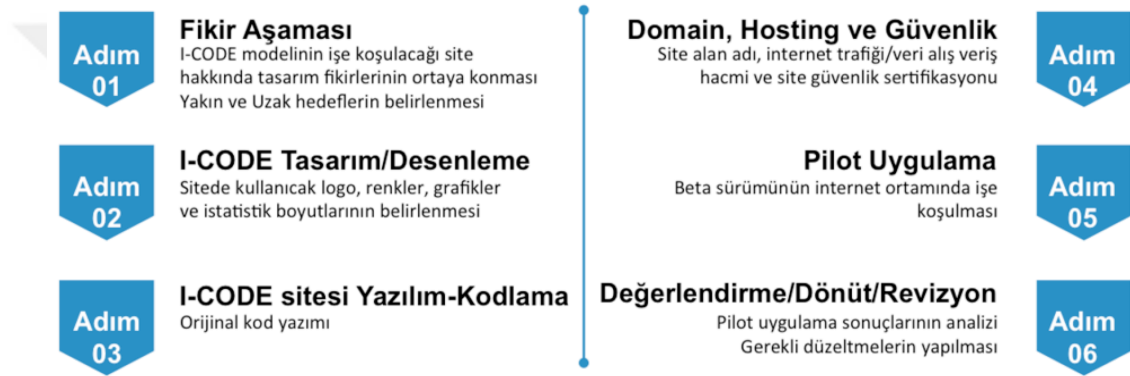 Adım
01
Fikir Aşaması
I-CODE modelinin işe koşulacağı site
hakkında tasarım fikirlerinin ortaya konması
Yakın ve Uzak hedeflerin belirlenmesi
Adım
02
I-CODE Tasarım/Desenleme
Sitede kullanıcak logo, renkler, grafikler
ve istatistik boyutlarının belirlenmesi
Adım
03
I-CODE sitesi Yazılım-Kodlama
Orijinal kod yazımı
Domain, Hosting ve Güvenlik
Site alan adı, internet trafiği/veri alış veriş
hacmi ve site güvenlik sertifikasyonu
Adım
04
Pilot Uygulama
Beta sürümünün internet ortamında işe
koşulması
Adım
05
Değerlendirme/Dönüt/Revizyon
Pilot uygulama sonuçlarının analizi
Gerekli düzeltmelerin yapılması
Adım
06